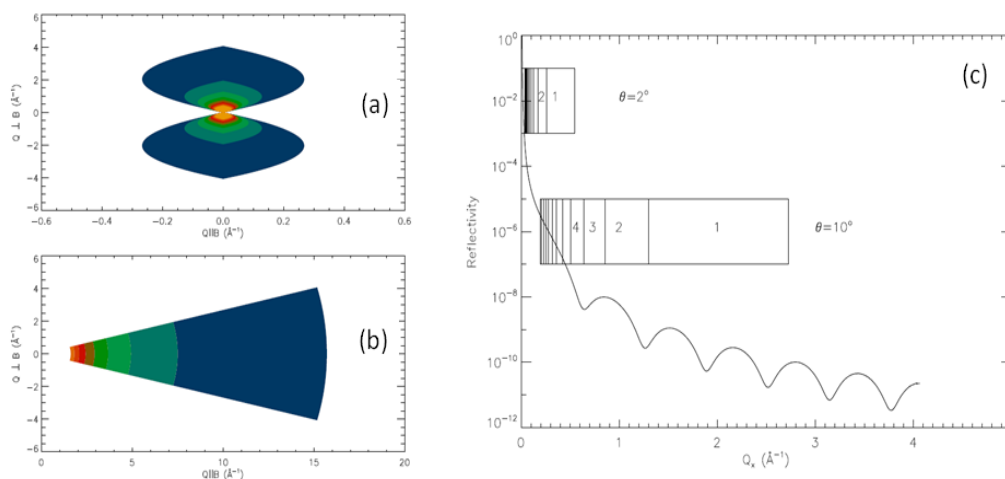 (a)
Q ⊥ B (Å⁻¹)
6
4
2
0
−2
−4
−6
−0.6 −0.4 −0.2 0.0 0.2 0.4 0.6
Q||B (Å⁻¹)
(b)
Q ⊥ B (Å⁻¹)
6
4
2
0
−2
−4
−6
0 5 10 15 20
Q||B (Å⁻¹)
(c)
Reflectivity
10⁰
10⁻²
10⁻⁴
10⁻⁶
10⁻⁸
10⁻¹⁰
10⁻¹²
2 1 θ=2°
4 3 2 1 θ=10°
0 1 2 3 4
Qₓ (Å⁻¹)